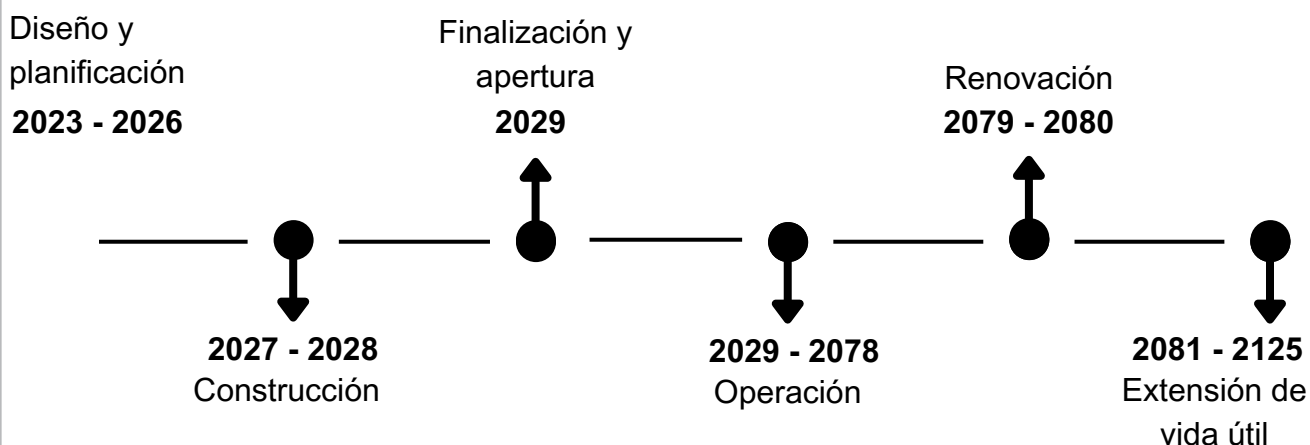 Diseño y
planificación
2023 - 2026
Finalización y
apertura
2029
Renovación
2079 - 2080
2027 - 2028
Construcción
2029 - 2078
Operación
2081 - 2125
Extensión de
vida útil